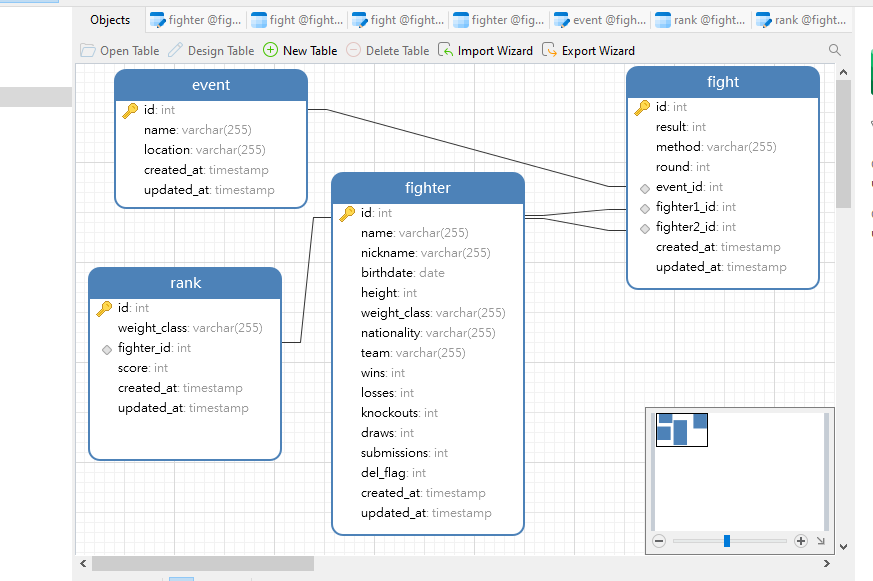 Objects
fighter @fig...
fight @fight...
fight @fight...
fighter @fig...
event @figh...
rank @fight...
rank @fight...
Open Table
Design Table
New Table
Delete Table
Import Wizard
Export Wizard
event
id: int
name: varchar(255)
location: varchar(255)
created_at: timestamp
updated_at: timestamp
fight
id: int
result: int
method: varchar(255)
round: int
event_id: int
fighter1_id: int
fighter2_id: int
created_at: timestamp
updated_at: timestamp
fighter
id: int
name: varchar(255)
nickname: varchar(255)
birthdate: date
height: int
weight_class: varchar(255)
nationality: varchar(255)
team: varchar(255)
wins: int
losses: int
knockouts: int
draws: int
submissions: int
del_flag: int
created_at: timestamp
updated_at: timestamp
rank
id: int
weight_class: varchar(255)
fighter_id: int
score: int
created_at: timestamp
updated_at: timestamp